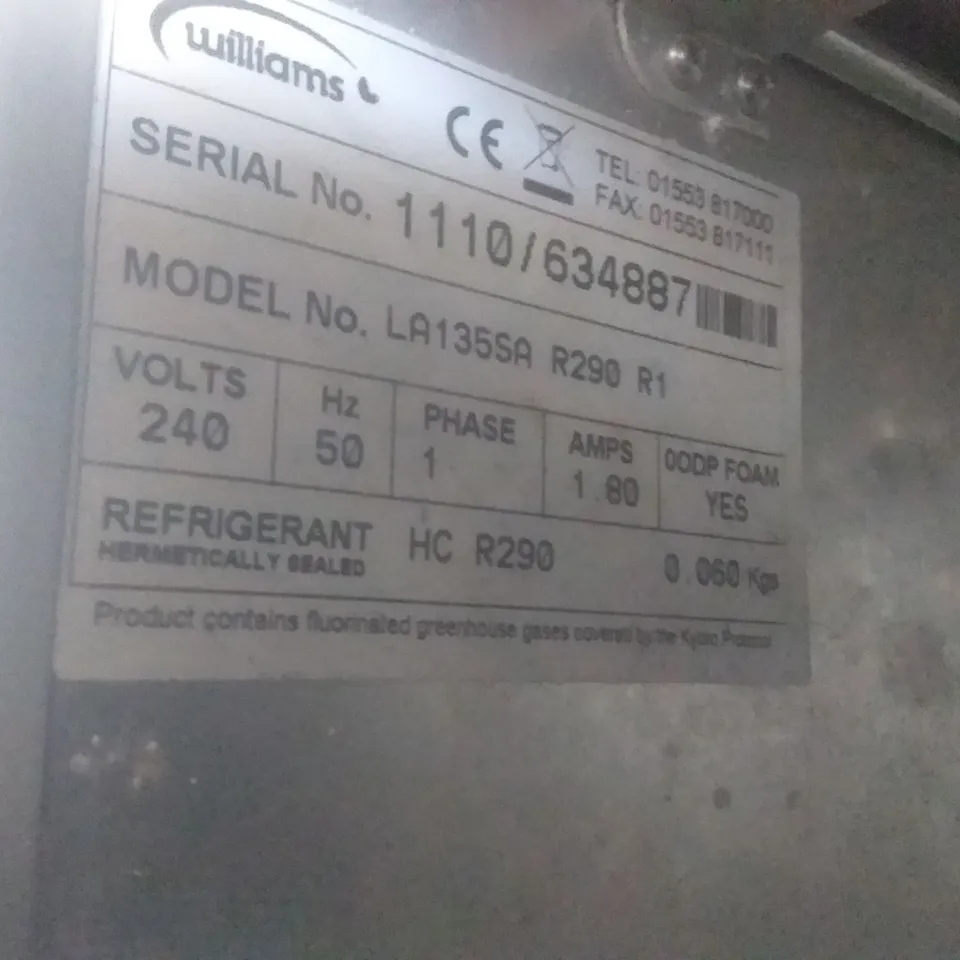 williams
CE
TEL: 01553 817000
FAX: 01553 817111
SERIAL No. 1110/634887
MODEL No. LA135SA R290 R1
VOLTS Hz PHASE AMPS 0ODP FOAM
240 50 1 1.80 YES
REFRIGERANT HC R290 0.060 Kgs
HERMETICALLY SEALED
Product contains fluorinated greenhouse gases covered by the Kyoto Protocol